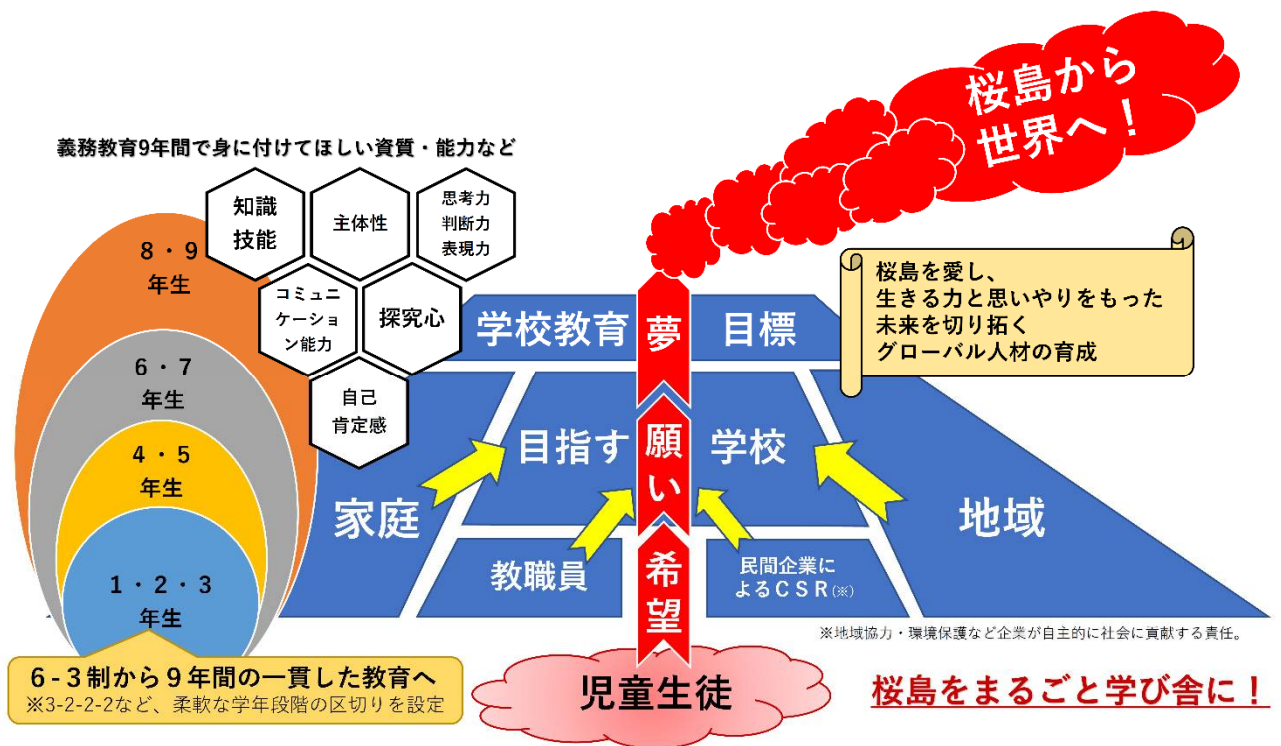 桜島から
世界へ！
義務教育9年間で身に付けてほしい資質・能力など
知識
技能
主体性
思考力
判断力
表現力
コミュニ
ケーショ
ン能力
探究心
自己
肯定感
8・9
年生
6・7
年生
4・5
年生
1・2・3
年生
桜島を愛し、
生きる力と思いやりをもった
未来を切り拓く
グローバル人材の育成
学校教育
目標
夢
願い
希望
目指す
学校
家庭
地域
教職員
民間企業に
よるCSR(※)
※地域協力・環境保護など企業が自主的に社会に貢献する責任。
6-3制から9年間の一貫した教育へ
※3-2-2-2など、柔軟な学年段階の区切りを設定
児童生徒
桜島をまるごと学び舎に！